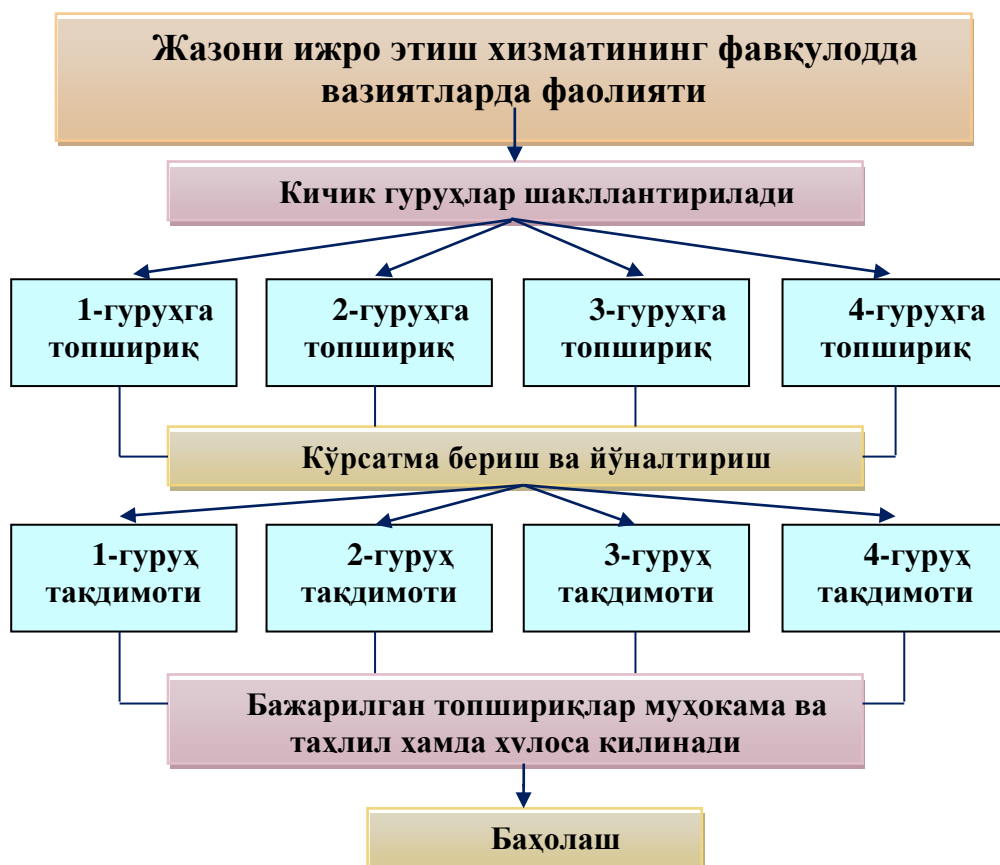 Жазони ижро этиш хизматининг фавқулодда
вазиятларда фаолияти
Кичик гуруҳлар шакллантирилади
1-гуруҳга
топшириқ
2-гуруҳга
топшириқ
3-гуруҳга
топшириқ
4-гуруҳга
топшириқ
Кўрсатма бериш ва йўналтириш
1-гуруҳ
тақдимоти
2-гуруҳ
тақдимоти
3-гуруҳ
тақдимоти
4-гуруҳ
тақдимоти
Бажарилган топшириқлар муҳокама ва
таҳлил ҳамда хулоса қилинади
Баҳолаш